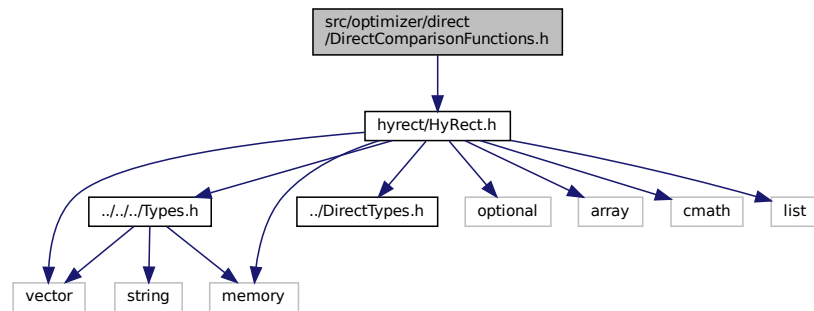 src/optimizer/direct
/DirectComparisonFunctions.h
hyrect/HyRect.h
../../../Types.h
../DirectTypes.h
optional
array
cmath
list
vector
string
memory